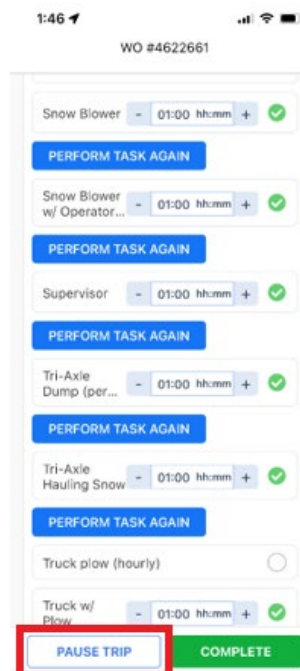 1:46
WO #4622661
Snow Blower - 01:00 hh:mm +
PERFORM TASK AGAIN
Snow Blower
w/ Operator... - 01:00 hh:mm +
PERFORM TASK AGAIN
Supervisor - 01:00 hh:mm +
PERFORM TASK AGAIN
Tri-Axle
Dump (per... - 01:00 hh:mm +
PERFORM TASK AGAIN
Tri-Axle
Hauling Snow - 01:00 hh:mm +
PERFORM TASK AGAIN
Truck plow (hourly)
Truck w/
Plow - 01:00 hh:mm +
PAUSE TRIP COMPLETE